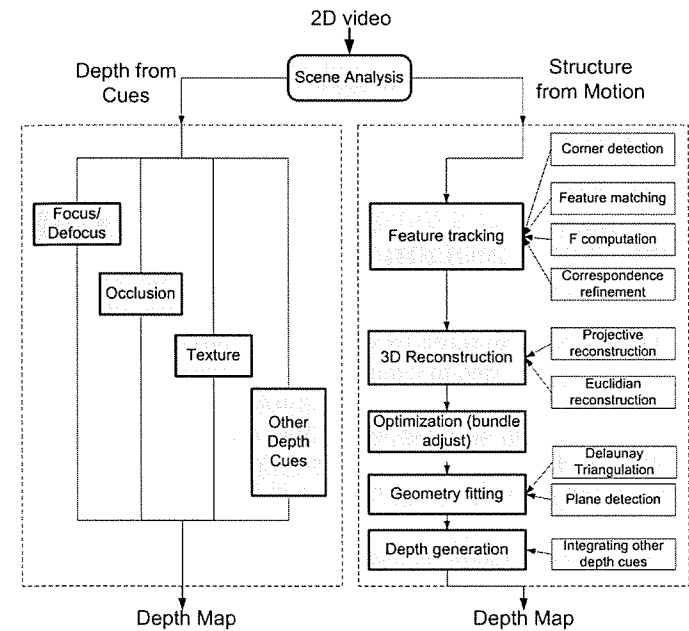 2D video
Scene Analysis
Depth from
Cues
Structure
from Motion
Focus/
Defocus
Occlusion
Texture
Other
Depth
Cues
Depth Map
Corner detection
Feature matching
Feature tracking
F computation
Correspondence
refinement
3D Reconstruction
Projective
reconstruction
Euclidian
reconstruction
Optimization (bundle
adjust)
Delaunay
Triangulation
Geometry fitting
Plane detection
Depth generation
Integrating other
depth cues
Depth Map